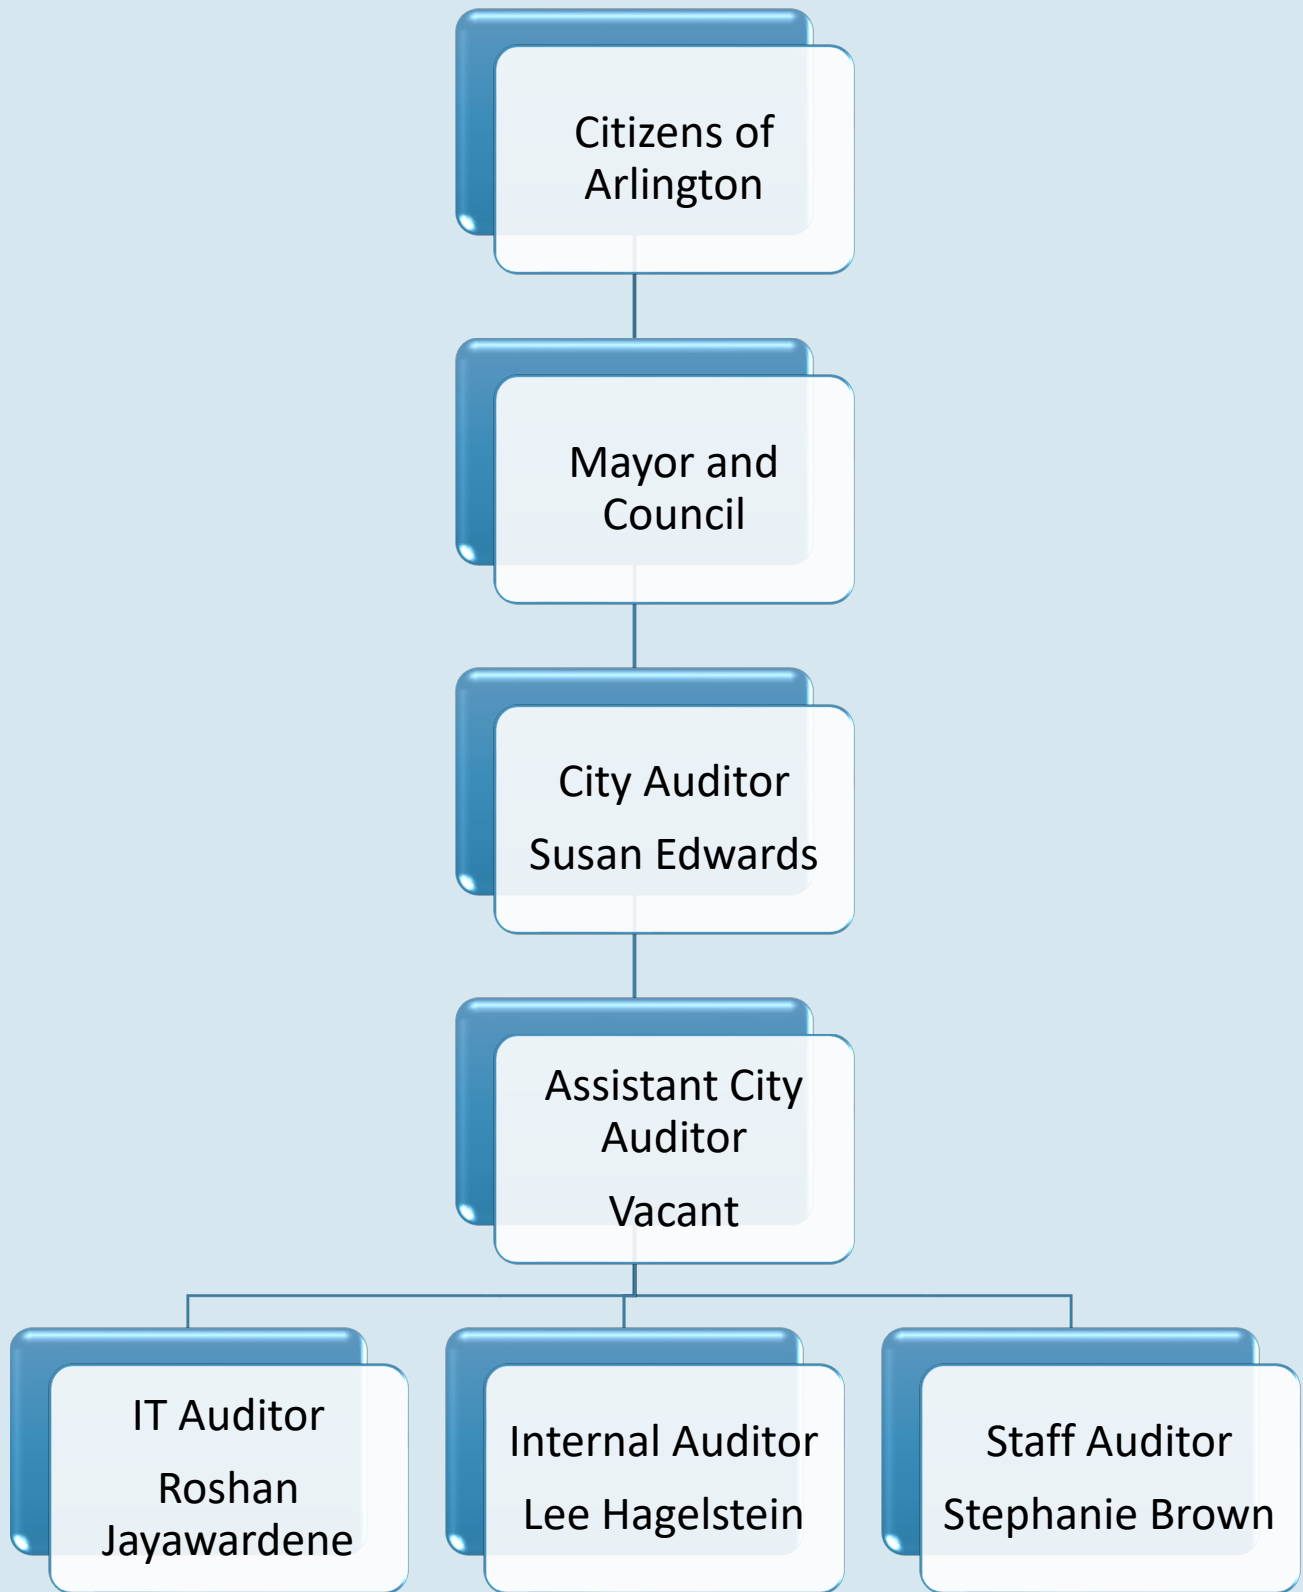 Citizens of
Arlington
Mayor and
Council
City Auditor
Susan Edwards
Assistant City
Auditor
Vacant
IT Auditor
Roshan
Jayawardene
Internal Auditor
Lee Hagelstein
Staff Auditor
Stephanie Brown